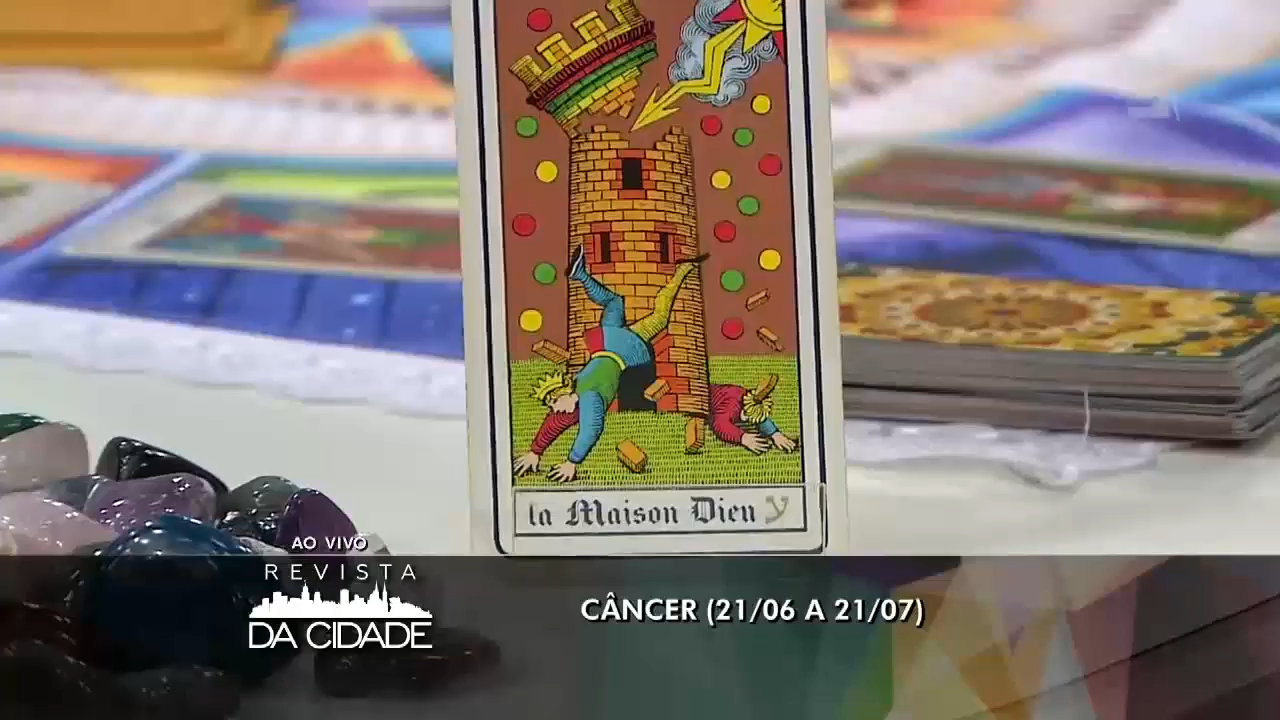 la Maison Dieu
AO VIVO
REVISTA
DA CIDADE
CÂNCER (21/06 A 21/07)